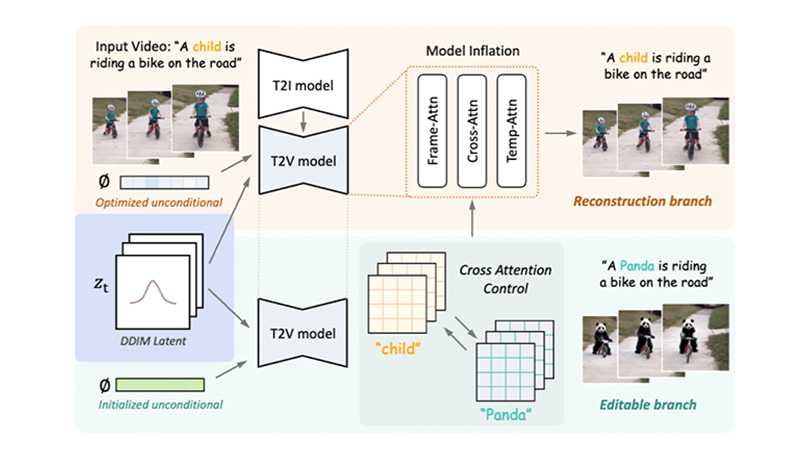 Input Video: “A child is
riding a bike on the road”
T2I model
T2V model
Ø
Optimized unconditional
Model Inflation
Frame-Attn
Cross-Attn
Temp-Attn
“A child is riding a
bike on the road”
Reconstruction branch
zt
DDIM Latent
Ø
Initialized unconditional
T2V model
Cross Attention
Control
“child”
“Panda”
“A Panda is riding
a bike on the road”
Editable branch